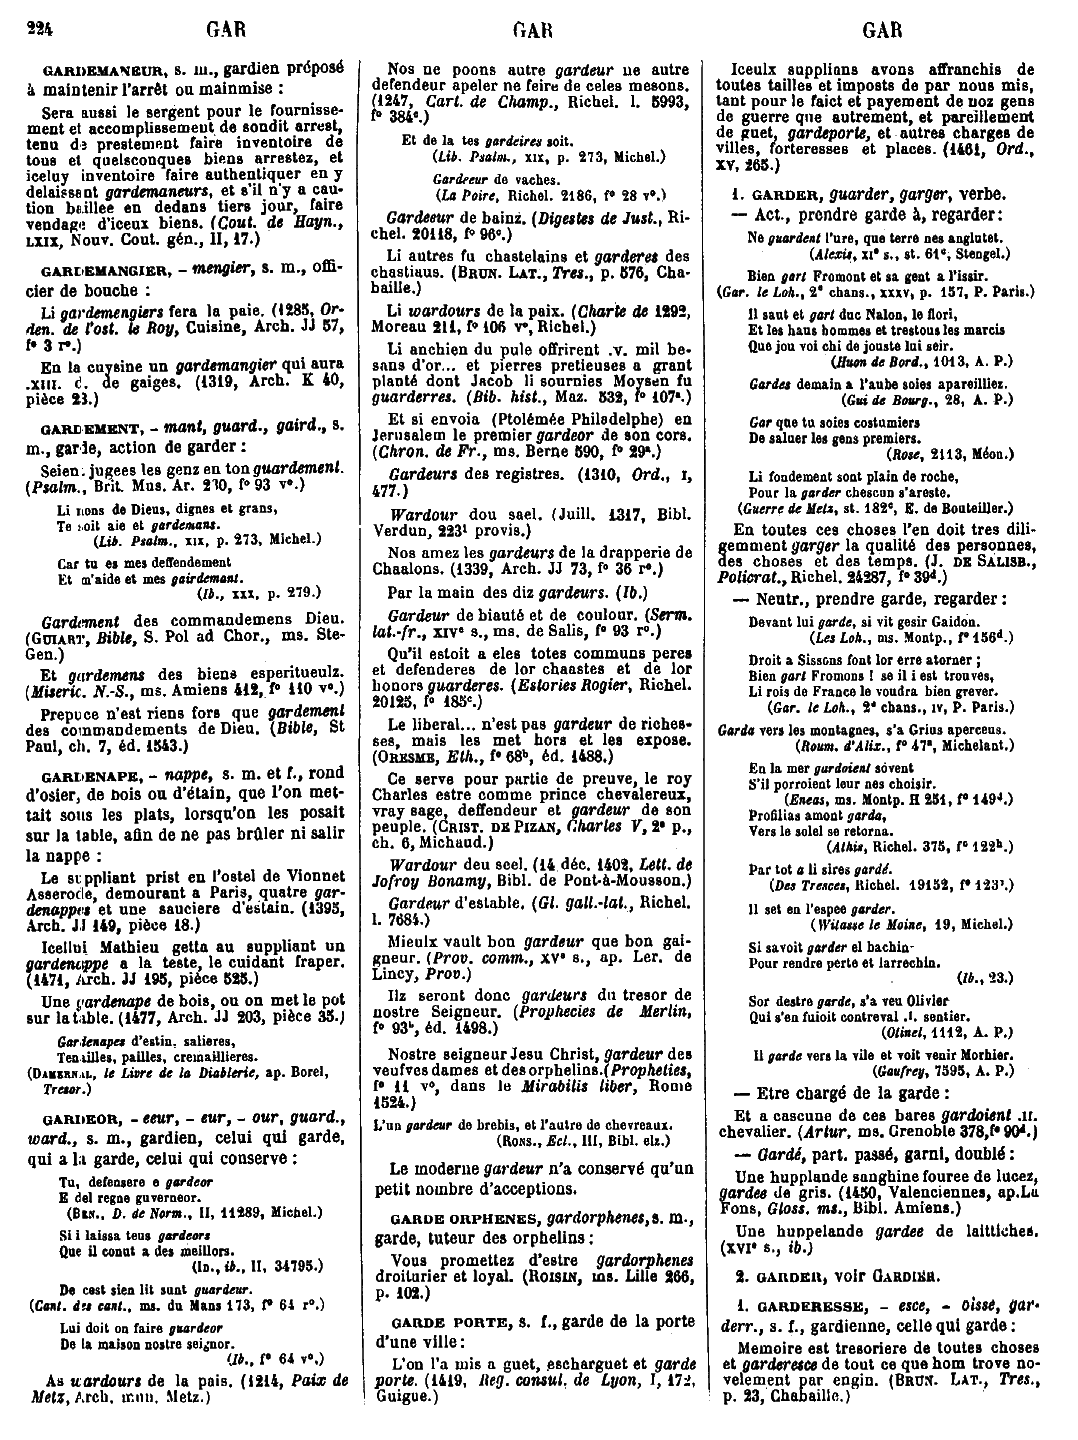 224 GAR GAR GAR
GARDEMANEUR, s. m., gardien préposé
à maintenir l'arrêt ou mainmise :
Sera aussi le sergent pour le fournisse-
ment et accomplissement de sondit arrest,
tenu de prestement faire inventoire de
tous et quelsconques biens arrestez, et
iceluy inventoire faire authentiquer en y
delaissant gardemaneurs, et s'il n'y a cau-
tion baillee en dedans tiers jour, faire
vendage d'iceux biens. (Cout. de Hayn.,
LXIX, Nouv. Cout. gén., II, 17.)
GARDEMANGIER, – mengier, s. m., offi-
cier de bouche :
Li gardemengiers fera la paie. (1285, Or-
den. de l'ost. le Roy, Cuisine, Arch. JJ 57,
f° 3 r°.)
En la cuysine un gardemangier qui aura
.XIII. d. de gaiges. (1319, Arch. K 40,
pièce 23.)
GARDEMENT, – mant, guard., gaird., s.
m., garde, action de garder :
Seient jugees les genz en ton guardement.
(Psalm., Brit. Mus. Ar. 230, f° 93 v°.)
Li nons de Dieus, dignes et grans,
Te soit aie et gardemans.
(Lib. Psalm., XIX, p. 273, Michel.)
Car tu es mes deffendement
Et m'aide et mes gairdemant.
(Ib., XXX, p. 279.)
Gardement des commandemens Dieu.
(GUIART, Bible, S. Pol ad Chor., ms. Ste-
Gen.)
Et gardemens des biens esperitueulz.
(Miseric. N.-S., ms. Amiens 412, f° 110 v°.)
Prepuce n'est riens fors que gardement
des commandements de Dieu. (Bible, St
Paul, ch. 7, éd. 1543.)
GARDENAPE, – nappe, s. m. et f., rond
d'osier, de bois ou d'étain, que l'on met-
tait sous les plats, lorsqu'on les posait
sur la table, afin de ne pas brûler ni salir
la nappe :
Le suppliant prist en l'ostel de Vionnet
Asserocle, demourant a Paris, quatre gar-
denappes et une sauciere d'estain. (1395,
Arch. JJ 149, pièce 18.)
Icellui Mathieu getta au suppliant un
gardenappe a la teste, le cuidant fraper.
(1471, Arch. JJ 195, pièce 525.)
Une gardenape de bois, ou on met le pot
sur la table. (1477, Arch. JJ 203, pièce 35.)
Gardenapes d'estin, salieres,
Tenailles, pailles, cremaillieres.
(DAMERNAL, le Livre de la Diablerie, ap. Borel,
Tresor.)
GARDEOR, – eeur, – eur, – our, guard.,
ward., s. m., gardien, celui qui garde,
qui a la garde, celui qui conserve :
Tu, defensere e gardeor
E del regne guverneor.
(BEN., D. de Norm., II, 11289, Michel.)
Si i laissa teus gardeors
Que il conut a des meillors.
(ID., ib., II, 34795.)
De cest sien lit sunt guardeur.
(Cant. des cant., ms. du Mans 173, f° 64 r°.)
Lui doit on faire guardeor
De la maison nostre seignor.
(Ib., f° 64 v°.)
As wardours de la pais. (1214, Paix de
Metz, Arch. mun. Metz.)
Nos ne poons autre gardeur ne autre
defendeur apeler ne feire de celes mesons.
(1247, Cart. de Champ., Richel. l. 5993,
f° 384ᶜ.)
Et de la tes gardeires soit.
(Lib. Psalm., XIX, p. 273, Michel.)
Gardreur de vaches.
(La Poire, Richel. 2186, f° 28 v°.)
Gardeeur de bainz. (Digestes de Just., Ri-
chel. 20118, f° 96ᶜ.)
Li autres fu chastelains et garderes des
chastiaus. (BRUN. LAT., Tres., p. 576, Cha-
baille.)
Li wardours de la paix. (Charte de 1292,
Moreau 211, f° 106 v°, Richel.)
Li anchien du pule offrirent .v. mil be-
sans d'or... et pierres pretieuses a grant
planté dont Jacob li sournies Moysen fu
guarderres. (Bib. hist., Maz. 532, f° 107ᵃ.)
Et si envoia (Ptolémée Philadelphe) en
Jerusalem le premier gardeor de son cors.
(Chron. de Fr., ms. Berne 590, f° 29ᵃ.)
Gardeurs des registres. (1310, Ord., I,
477.)
Wardour dou sael. (Juill. 1317, Bibl.
Verdun, 223¹ provis.)
Nos amez les gardeurs de la drapperie de
Chaalons. (1339, Arch. JJ 73, f° 36 r°.)
Par la main des diz gardeurs. (Ib.)
Gardeur de biauté et de coulour. (Serm.
lat.-fr., XIVᵉ s., ms. de Salis, f° 93 r°.)
Qu'il estoit a eles totes communs peres
et defenderes de lor chaastes et de lor
honors guarderes. (Estories Rogier, Richel.
20125, f° 185ᶜ.)
Le liberal... n'est pas gardeur de riches-
ses, mais les met hors et les expose.
(ORESME, Eth., f° 68ᵇ, éd. 1488.)
Ce serve pour partie de preuve, le roy
Charles estre comme prince chevalereux,
vray sage, deffendeur et gardeur de son
peuple. (CRIST. DE PIZAN, Charles V, 2ᵉ p.,
ch. 6, Michaud.)
Wardour deu seel. (14 déc. 1402, Lett. de
Jofroy Bonamy, Bibl. de Pont-à-Mousson.)
Gardeur d'estable. (Gl. gall.-lat., Richel.
l. 7684.)
Mieulx vault bon gardeur que bon gai-
gneur. (Prov. comm., XVᵉ s., ap. Ler. de
Lincy, Prov.)
Ilz seront donc gardeurs du tresor de
nostre Seigneur. (Prophecies de Merlin,
f° 93ᵇ, éd. 1498.)
Nostre seigneur Jesu Christ, gardeur des
veufves dames et des orphelins. (Propheties,
f° 11 v°, dans le Mirabilis liber, Rome
1524.)
L'un gardeur de brebis, et l'autre de chevreaux.
(RONS., Ecl., III, Bibl. elz.)
Le moderne gardeur n'a conservé qu'un
petit nombre d'acceptions.
GARDE ORPHENES, gardorphenes, s. m.,
garde, tuteur des orphelins :
Vous promettez d'estre gardorphenes
droiturier et loyal. (ROISIN, ms. Lille 266,
p. 102.)
GARDE PORTE, s. f., garde de la porte
d'une ville :
L'on l'a mis a guet, escharguet et garde
porte. (1419, Reg. consul. de Lyon, I, 172,
Guigue.)
Iceulx supplians avons affranchis de
toutes tailles et imposts de par nous mis,
tant pour le faict et payement de noz gens
de guerre que autrement, et pareillement
de guet, gardeporte, et autres charges de
villes, forteresses et places. (1461, Ord.,
XV, 265.)
1. GARDER, guarder, garger, verbe.
— Act., prendre garde à, regarder :
Ne guardent l'ure, que terre nes anglutet.
(Alexis, XIᵉ s., st. 61ᵉ, Stengel.)
Bien gart Fromont et sa gent a l'issir.
(Gar. le Loh., 2ᵉ chans., XXXV, p. 157, P. Paris.)
Il saut et gart duc Nalon, le flori,
Et les haus hommes et trestous les marcis
Que jou voi chi de jouste lui seir.
(Huon de Bord., 1013, A. P.)
Gardes demain a l'aube soies apareilliez.
(Gui de Bourg., 28, A. P.)
Gar que tu soies costumiers
De saluer les gens premiers.
(Rose, 2113, Méon.)
Li fondement sont plain de roche,
Pour la garder chescun s'areste.
(Guerre de Metz, st. 182ᵉ, E. de Bouteiller.)
En toutes ces choses l'en doit tres dili-
gemment garger la qualité des personnes,
des choses et des temps. (J. DE SALISB.,
Policrat., Richel. 24287, f° 39ᵈ.)
— Neutr., prendre garde, regarder :
Devant lui garde, si vit gesir Gaidon.
(Les Loh., ms. Montp., f° 156ᵈ.)
Droit a Sissons font lor erre atorner ;
Bien gart Fromons ! se il i est trouvés,
Li rois de France le voudra bien grever.
(Gar. le Loh., 2ᵉ chans., IV, P. Paris.)
Garda vers les montagnes, s'a Grius aperceus.
(Roum. d'Alix., f° 47ᵃ, Michelant.)
En la mer gardoient sovent
S'il porroient leur nes choisir.
(Eneas, ms. Montp. H 251, f° 149ᵈ.)
Profilias amont garda,
Vers le solel se retorna.
(Athis, Richel. 375, f° 122ᵇ.)
Par tot a li sires gardé.
(Des Tresces, Richel. 19152, f° 123ᵃ.)
Il set en l'espee garder.
(Witasse le Moine, 19, Michel.)
Si savoit garder el bachin
Pour rendre perte et larrechin.
(Ib., 23.)
Sor destre garde, s'a veu Olivier
Qui s'en fuioit contreval .I. sentier.
(Otinel, 1112, A. P.)
Il garde vers la vile et voit venir Morhier.
(Gaufrey, 7595, A. P.)
— Etre chargé de la garde :
Et a cascune de ces bares gardoient .II.
chevalier. (Artur, ms. Grenoble 378, f° 90ᵈ.)
— Gardé, part. passé, garni, doublé :
Une hupplande sanghine fouree de lucez,
gardee de gris. (1450, Valenciennes, ap. La
Fons, Gloss. ms., Bibl. Amiens.)
Une huppelande gardee de laittiches.
(XVIᵉ s., ib.)
2. GARDER, voir GARDIER.
1. GARDERESSE, – esce, – oisse, gar-
derr., s. f., gardienne, celle qui garde :
Memoire est tresoriere de toutes choses
et garderesce de tout ce que hom trove no-
velement par engin. (BRUN. LAT., Tres.,
p. 23, Chabaille.)